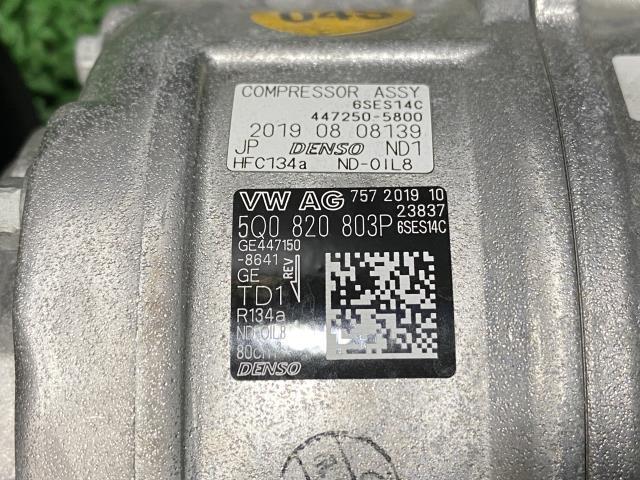 045
COMPRESSOR ASSY
6SES14C
447250-5800
2019 08 08139
JP DENSO ND1
HFC134a ND-OIL8
VW AG 757 2019 10
23837
5Q0 820 803P 6SES14C
GE447150
-8641
GE
REV
TD1
R134a
ND-OIL8
DENSO